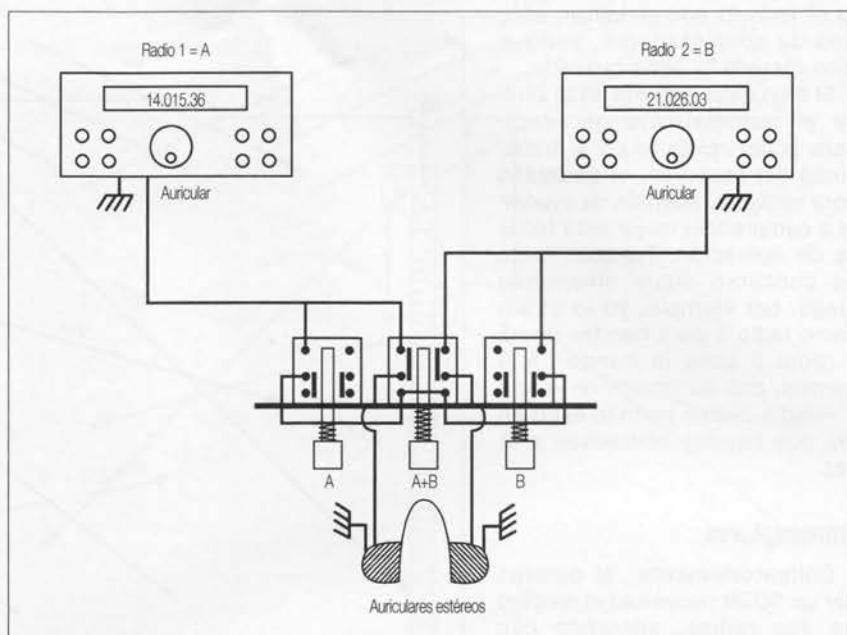 Radio 1 = A
Radio 2 = B
14.015.36
21.026.03
Auricular
Auricular
A
A+B
B
Auriculares estéreos